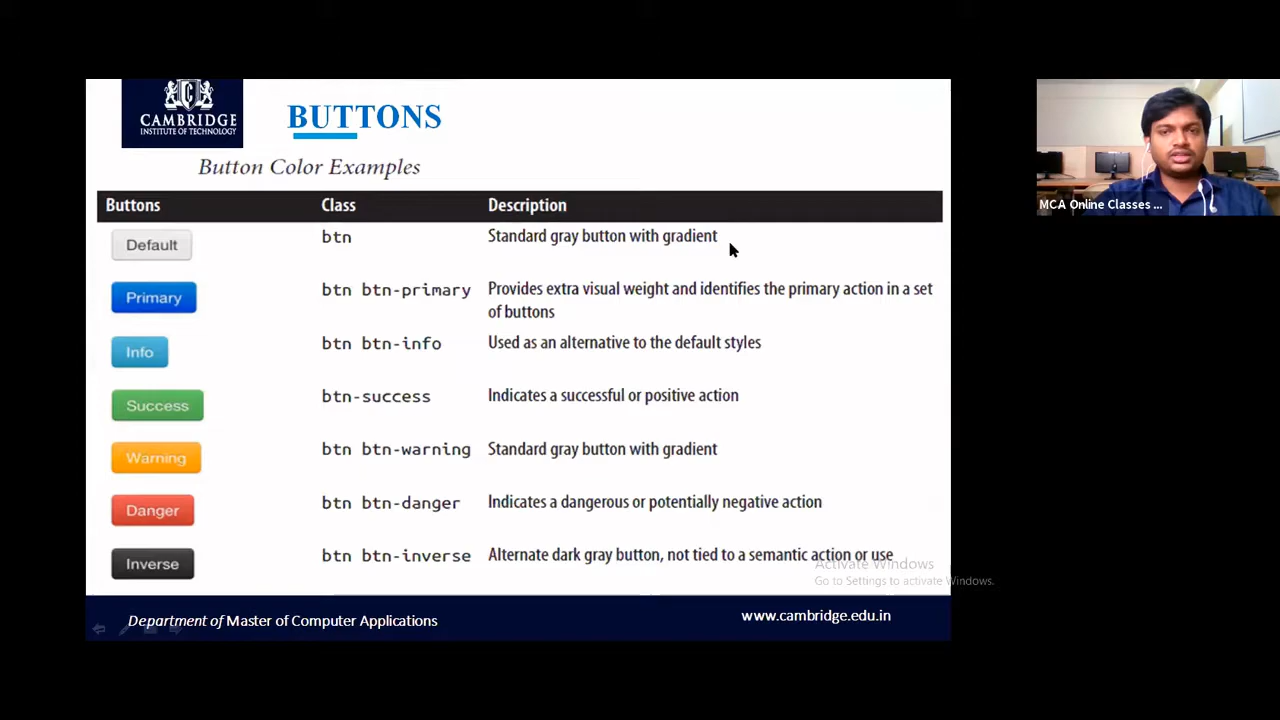 CAMBRIDGE
INSTITUTE OF TECHNOLOGY
BUTTONS
Button Color Examples
Buttons Class Description
Default btn Standard gray button with gradient
Primary btn btn-primary Provides extra visual weight and identifies the primary action in a set
of buttons
Info btn btn-info Used as an alternative to the default styles
Success btn-success Indicates a successful or positive action
Warning btn btn-warning Standard gray button with gradient
Danger btn btn-danger Indicates a dangerous or potentially negative action
Inverse btn btn-inverse Alternate dark gray button, not tied to a semantic action or use
Activate Windows
Go to Settings to activate Windows.
Department of Master of Computer Applications
www.cambridge.edu.in
MCA Online Classes ...